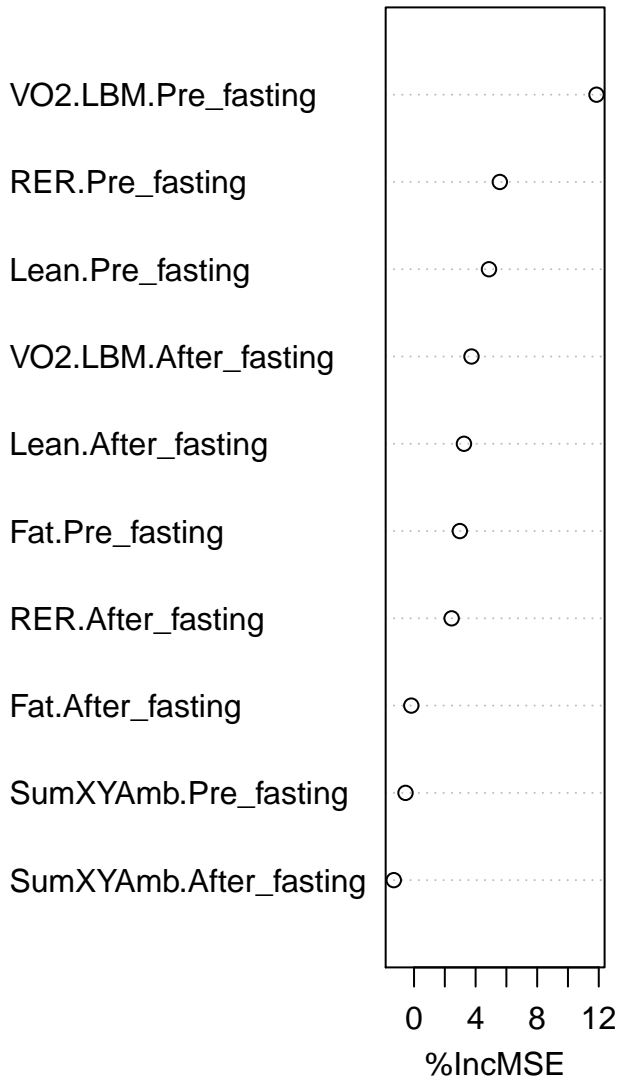 VO2.LBM.Pre_fasting
RER.Pre_fasting
Lean.Pre_fasting
VO2.LBM.After_fasting
Lean.After_fasting
Fat.Pre_fasting
RER.After_fasting
Fat.After_fasting
SumXYAmb.Pre_fasting
SumXYAmb.After_fasting
0 4 8 12
%IncMSE